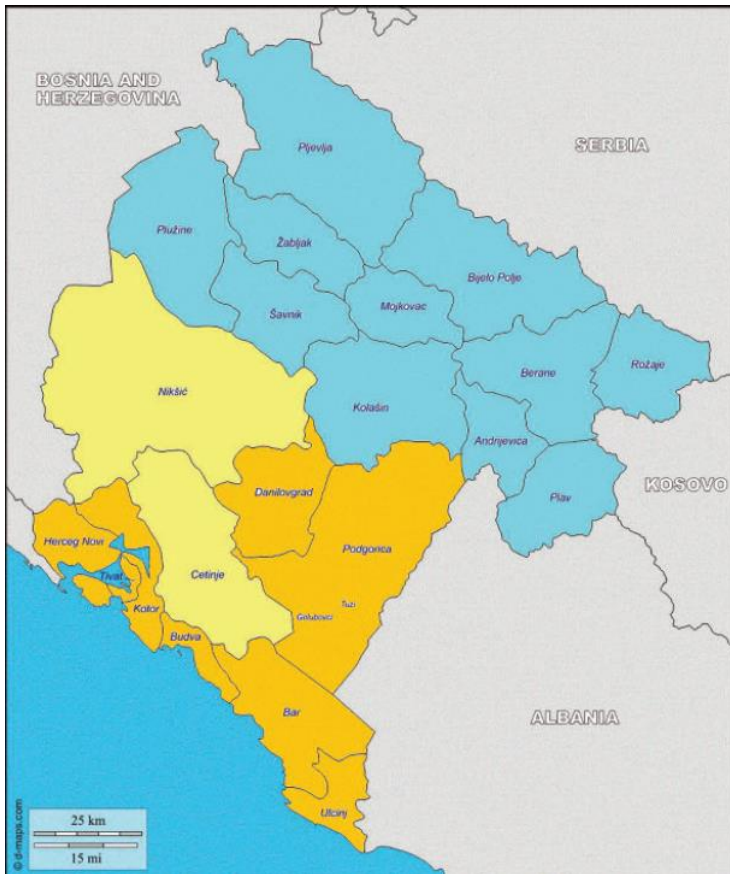 BOSNIA AND
HERZEGOVINA
SERBIA
Pljevlja
Plužine
Žabljak
Bijelo Polje
Šavnik
Mojkovac
Rožaje
Berane
Nikšić
Kolašin
Andrijevica
KOSOVO
Danilovgrad
Plav
Herceg Novi
Podgorica
Tivat
Cetinje
Kotor
Tuzi
Golubovci
Budva
Bar
ALBANIA
Ulcinj
25 km
15 mi
© d-maps.com